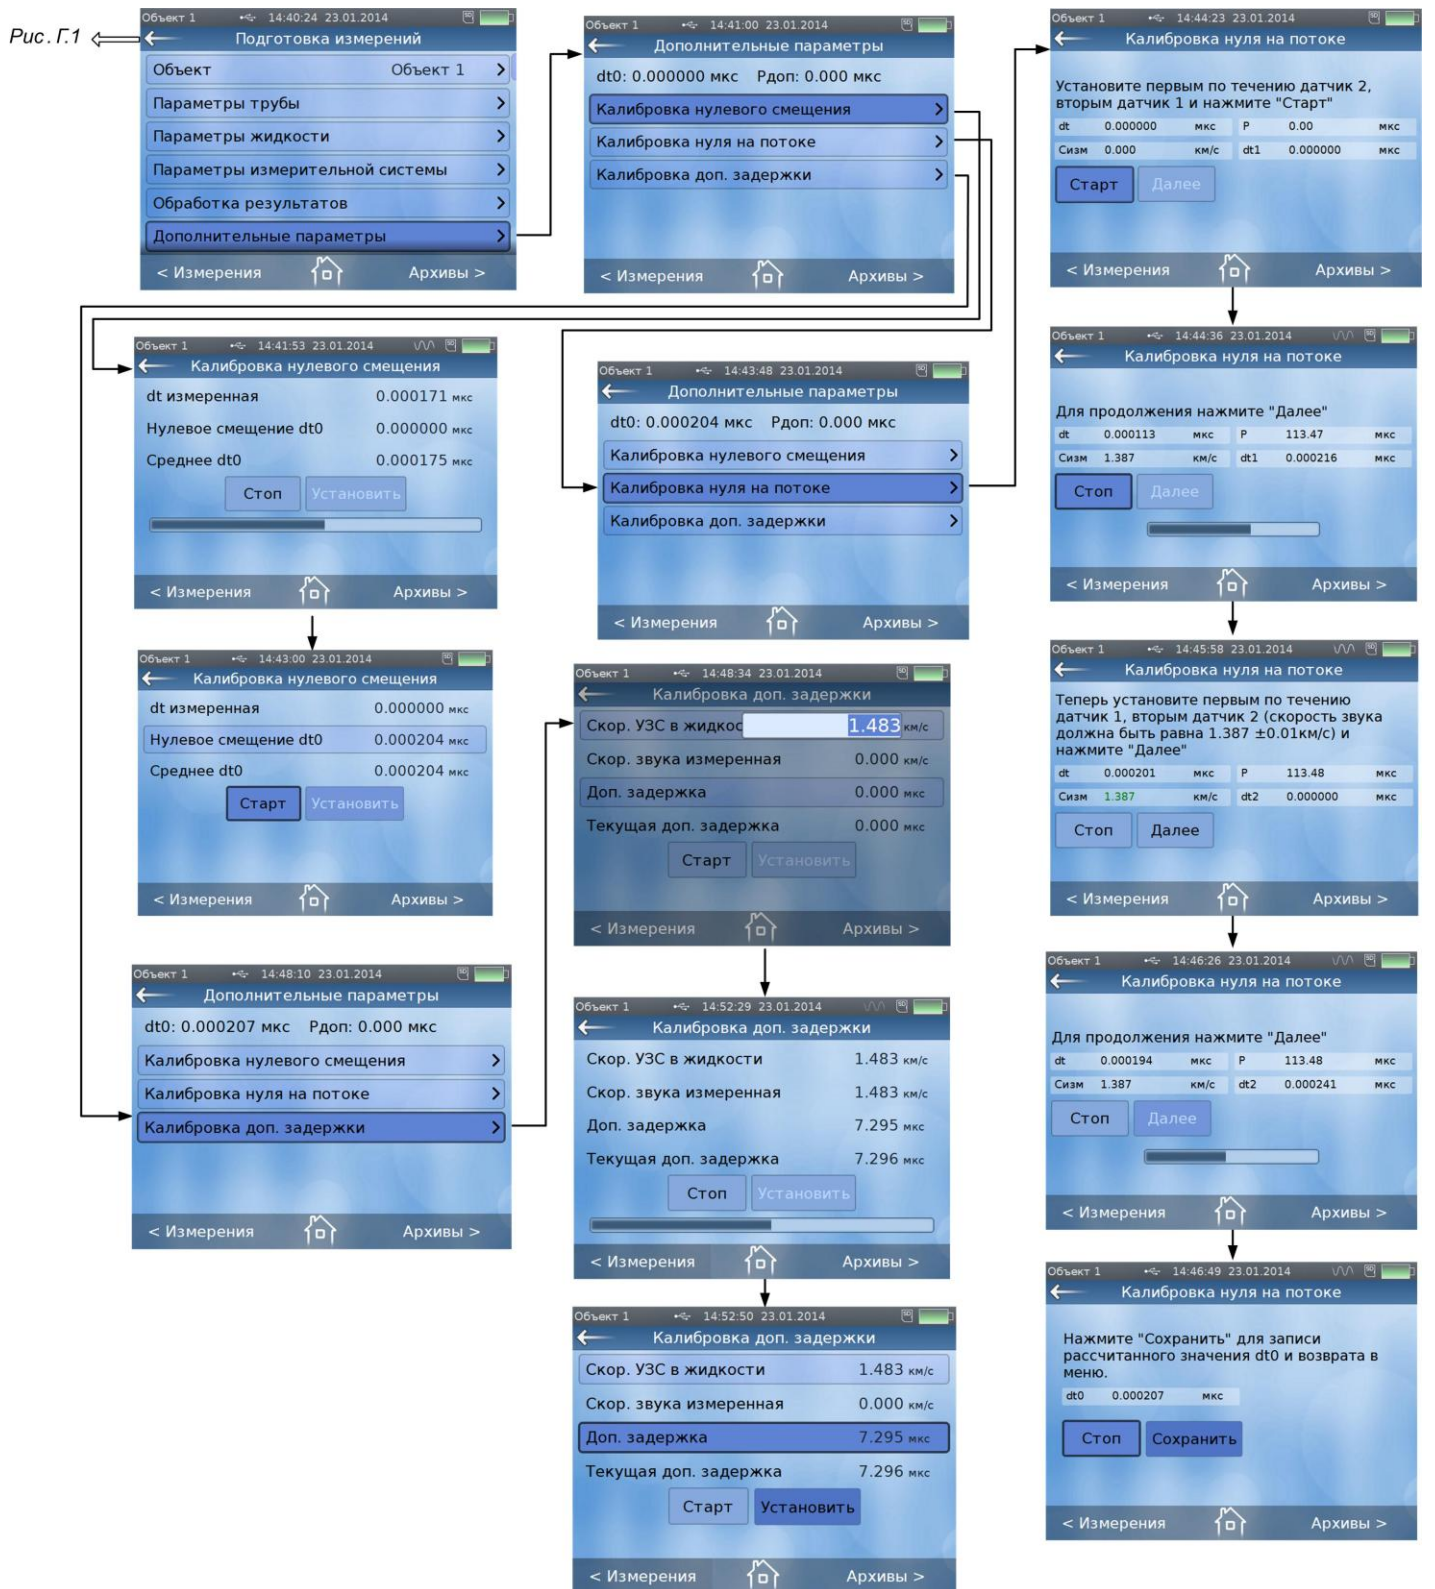 Рис. Г.1
Объект 1 14:40:24 23.01.2014
Подготовка измерений
Объект Объект 1 >
Параметры трубы >
Параметры жидкости >
Параметры измерительной системы >
Обработка результатов >
Дополнительные параметры >
< Измерения Архивы >
Объект 1 14:41:00 23.01.2014
Дополнительные параметры
dt0: 0.000000 мкс Pдоп: 0.000 мкс
Калибровка нулевого смещения >
Калибровка нуля на потоке >
Калибровка доп. задержки >
< Измерения Архивы >
Объект 1 14:44:23 23.01.2014
Калибровка нуля на потоке
Установите первым по течению датчик 2,
вторым датчик 1 и нажмите "Старт"
dt 0.000000 мкс P 0.00 мкс
Сизм 0.000 км/с dt1 0.000000 мкс
Старт Далее
< Измерения Архивы >
Объект 1 14:41:53 23.01.2014
Калибровка нулевого смещения
dt измеренная 0.000171 мкс
Нулевое смещение dt0 0.000000 мкс
Среднее dt0 0.000175 мкс
Стоп Установить
< Измерения Архивы >
Объект 1 14:43:48 23.01.2014
Дополнительные параметры
dt0: 0.000204 мкс Pдоп: 0.000 мкс
Калибровка нулевого смещения >
Калибровка нуля на потоке >
Калибровка доп. задержки >
< Измерения Архивы >
Объект 1 14:44:36 23.01.2014
Калибровка нуля на потоке
Для продолжения нажмите "Далее"
dt 0.000113 мкс P 113.47 мкс
Сизм 1.387 км/с dt1 0.000216 мкс
Стоп Далее
< Измерения Архивы >
Объект 1 14:43:00 23.01.2014
Калибровка нулевого смещения
dt измеренная 0.000000 мкс
Нулевое смещение dt0 0.000204 мкс
Среднее dt0 0.000204 мкс
Старт Установить
< Измерения Архивы >
Объект 1 14:48:34 23.01.2014
Калибровка доп. задержки
Скор. УЗС в жидкос 1.483 км/с
Скор. звука измеренная 0.000 км/с
Доп. задержка 0.000 мкс
Текущая доп. задержка 0.000 мкс
Старт Установить
< Измерения Архивы >
Объект 1 14:45:58 23.01.2014
Калибровка нуля на потоке
Теперь установите первым по течению
датчик 1, вторым датчик 2 (скорость звука
должна быть равна 1.387 ±0.01км/с) и
нажмите "Далее"
dt 0.000201 мкс P 113.48 мкс
Сизм 1.387 км/с dt2 0.000000 мкс
Стоп Далее
< Измерения Архивы >
Объект 1 14:48:10 23.01.2014
Дополнительные параметры
dt0: 0.000207 мкс Pдоп: 0.000 мкс
Калибровка нулевого смещения >
Калибровка нуля на потоке >
Калибровка доп. задержки >
< Измерения Архивы >
Объект 1 14:52:29 23.01.2014
Калибровка доп. задержки
Скор. УЗС в жидкости 1.483 км/с
Скор. звука измеренная 1.483 км/с
Доп. задержка 7.295 мкс
Текущая доп. задержка 7.296 мкс
Стоп Установить
< Измерения Архивы >
Объект 1 14:46:26 23.01.2014
Калибровка нуля на потоке
Для продолжения нажмите "Далее"
dt 0.000194 мкс P 113.48 мкс
Сизм 1.387 км/с dt2 0.000241 мкс
Стоп Далее
< Измерения Архивы >
Объект 1 14:52:50 23.01.2014
Калибровка доп. задержки
Скор. УЗС в жидкости 1.483 км/с
Скор. звука измеренная 0.000 км/с
Доп. задержка 7.295 мкс
Текущая доп. задержка 7.296 мкс
Старт Установить
< Измерения Архивы >
Объект 1 14:46:49 23.01.2014
Калибровка нуля на потоке
Нажмите "Сохранить" для записи
рассчитанного значения dt0 и возврата в
меню.
dt0 0.000207 мкс
Стоп Сохранить
< Измерения Архивы >